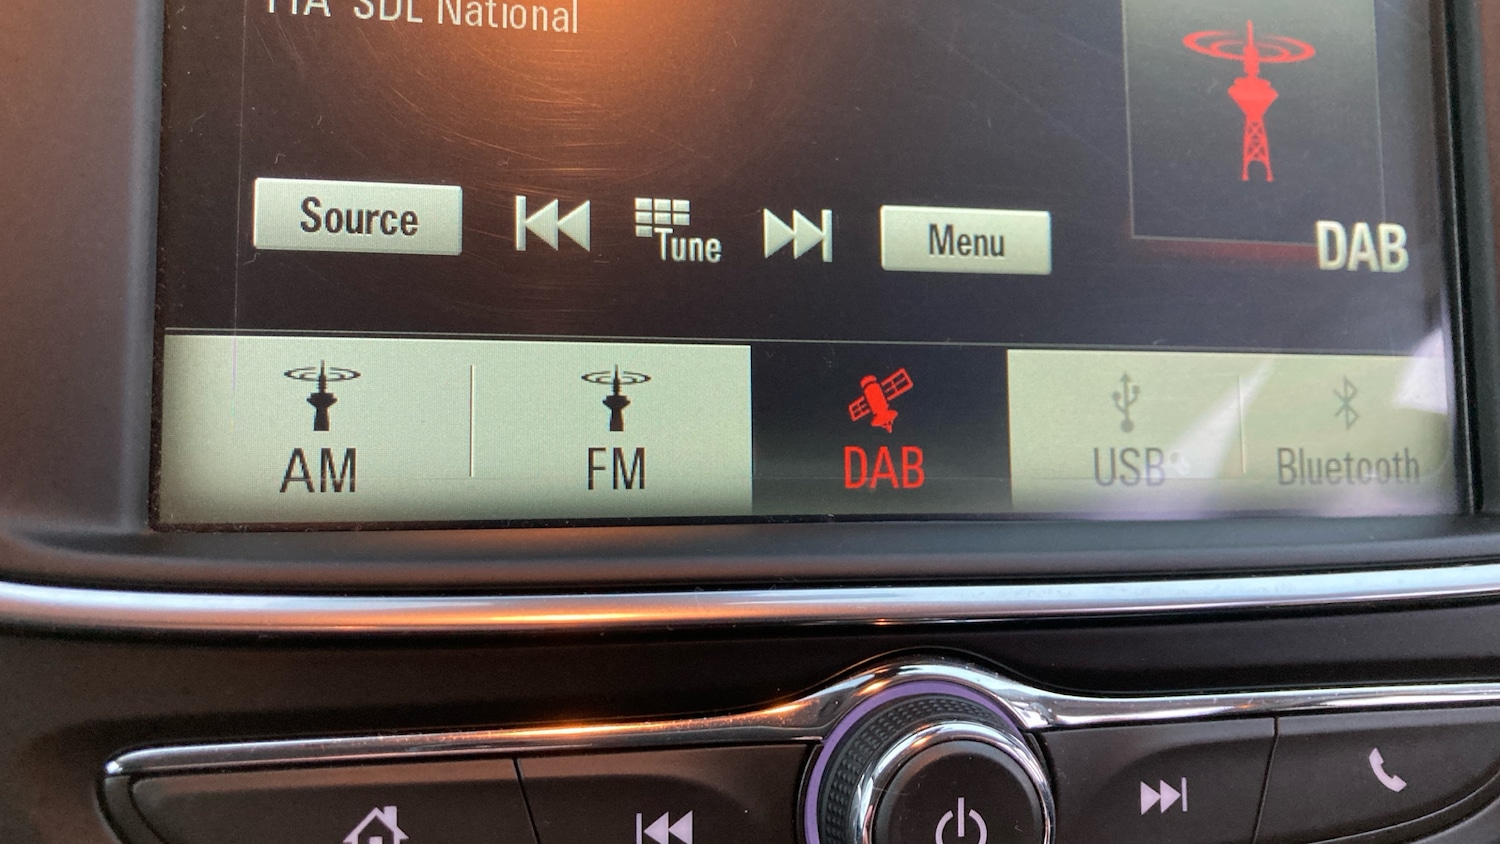 SDL National
Source Tune Menu
DAB
AM FM DAB USB Bluetooth